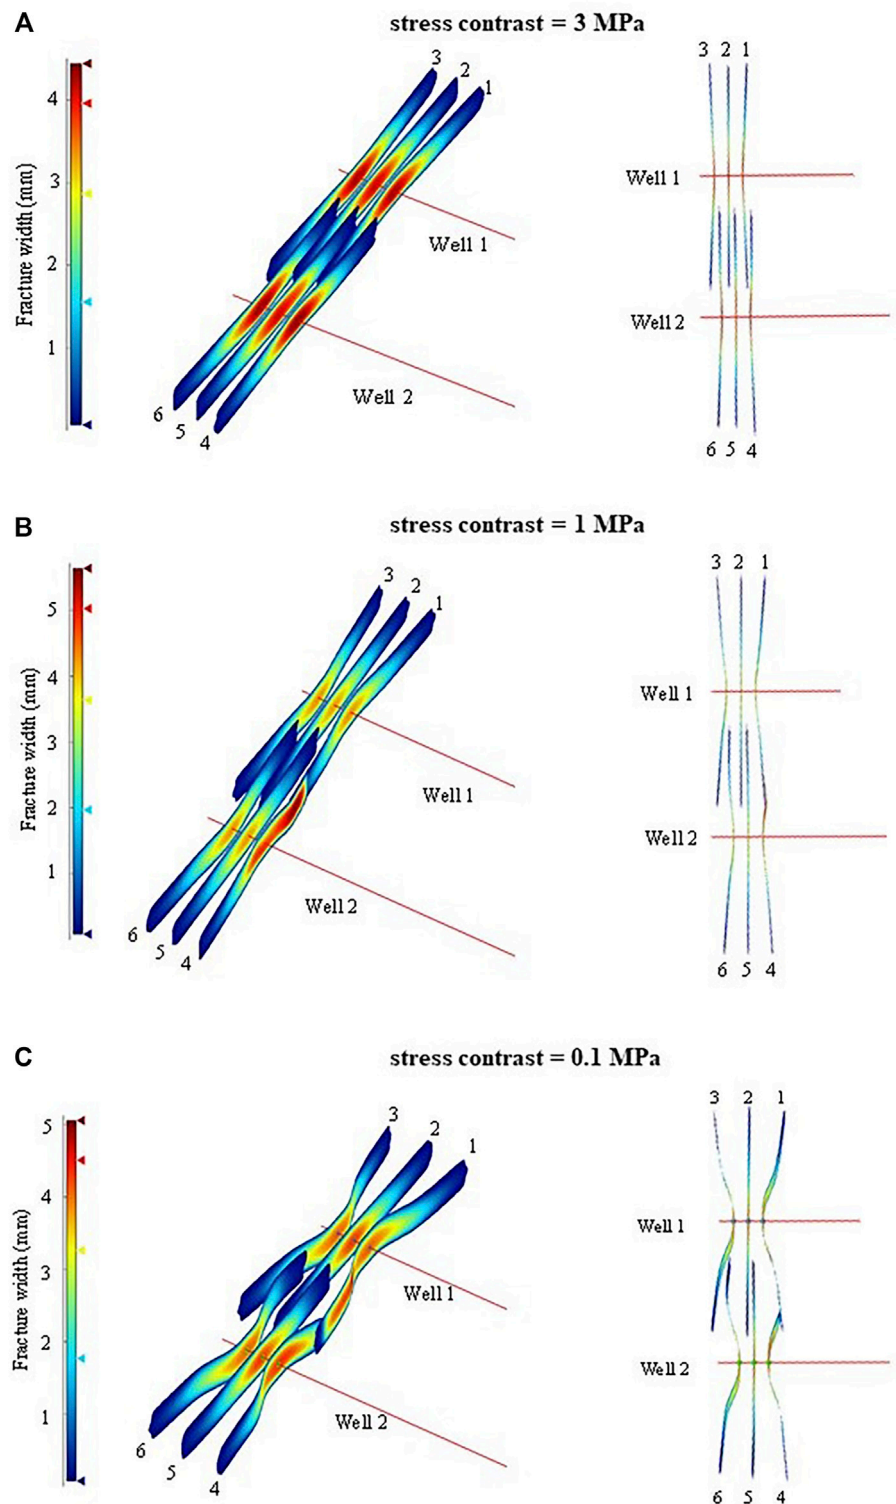 A
stress contrast = 3 MPa
Fracture width (mm)
4
3
2
1
3 2 1
Well 1
Well 2
6 5 4
3 2 1
Well 1
Well 2
6 5 4
B
stress contrast = 1 MPa
Fracture width (mm)
5
4
3
2
1
3 2 1
Well 1
Well 2
6 5 4
3 2 1
Well 1
Well 2
6 5 4
C
stress contrast = 0.1 MPa
Fracture width (mm)
5
4
3
2
1
3 2 1
Well 1
Well 2
6 5 4
3 2 1
Well 1
Well 2
6 5 4